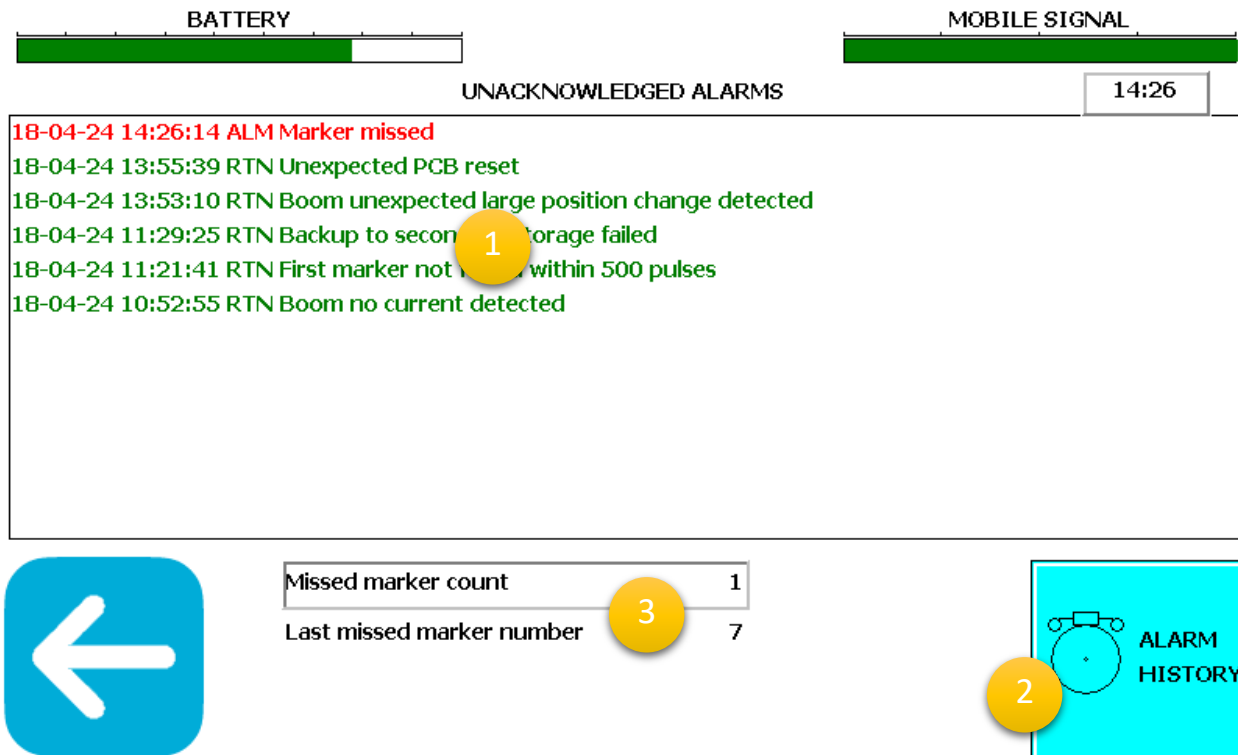 BATTERY
MOBILE SIGNAL
UNACKNOWLEDGED ALARMS
14:26
18-04-24 14:26:14 ALM Marker missed
18-04-24 13:55:39 RTN Unexpected PCB reset
18-04-24 13:53:10 RTN Boom unexpected large position change detected
18-04-24 11:29:25 RTN Backup to torage failed
1
18-04-24 11:21:41 RTN First marker not within 500 pulses
18-04-24 10:52:55 RTN Boom no current detected
Missed marker count 1
3
Last missed marker number 7
ALARM
HISTORY
2